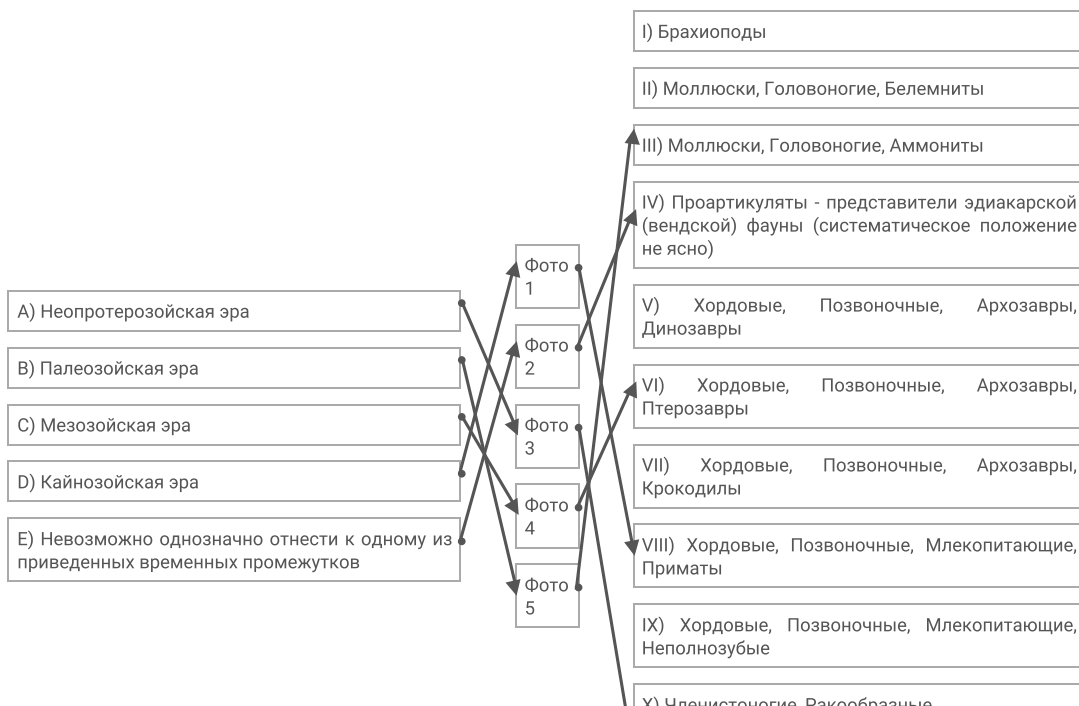 I) Брахиоподы
II) Моллюски, Головоногие, Белемниты
III) Моллюски, Головоногие, Аммониты
IV) Проартикуляты - представители эдиакарской
(вендской) фауны (систематическое положение
не ясно)
V) Хордовые, Позвоночные, Архозавры,
Динозавры
VI) Хордовые, Позвоночные, Архозавры,
Птерозавры
VII) Хордовые, Позвоночные, Архозавры,
Крокодилы
VIII) Хордовые, Позвоночные, Млекопитающие,
Приматы
IX) Хордовые, Позвоночные, Млекопитающие,
Неполнозубые
X) Членистоногие, Ракообразные
Фото
1
Фото
2
Фото
3
Фото
4
Фото
5
A) Неопротерозойская эра
B) Палеозойская эра
C) Мезозойская эра
D) Кайнозойская эра
E) Невозможно однозначно отнести к одному из
приведенных временных промежутков